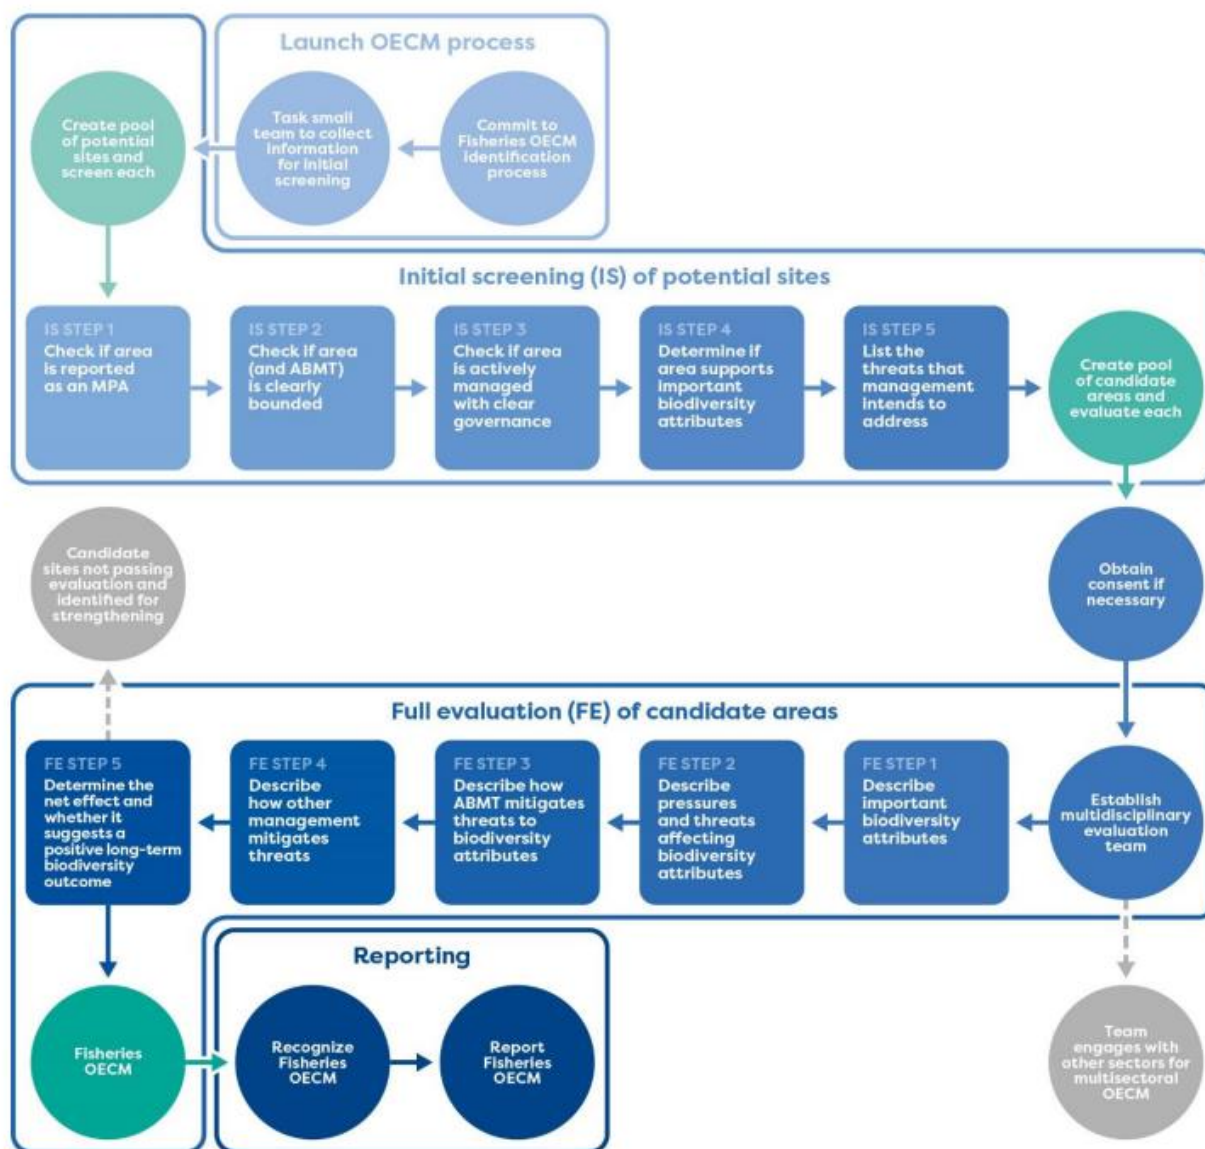 Launch OECM process
Create pool
of potential
sites and
screen each
Task small
team to collect
information
for initial
screening
Commit to
Fisheries OECM
identification
process
Initial screening (IS) of potential sites
IS STEP 1
Check if area
is reported
as an MPA
IS STEP 2
Check if area
(and ABMT)
is clearly
bounded
IS STEP 3
Check if area
is actively
managed
with clear
governance
IS STEP 4
Determine if
area supports
important
biodiversity
attributes
IS STEP 5
List the
threats that
management
intends to
address
Create pool
of candidate
areas and
evaluate each
Candidate
sites not passing
evaluation and
identified for
strengthening
Obtain
consent if
necessary
Full evaluation (FE) of candidate areas
FE STEP 5
Determine the
net effect and
whether it
suggests a
positive long-term
biodiversity
outcome
FE STEP 4
Describe
how other
management
mitigates
threats
FE STEP 3
Describe how
ABMT mitigates
threats to
biodiversity
attributes
FE STEP 2
Describe
pressures
and threats
affecting
biodiversity
attributes
FE STEP 1
Describe
important
biodiversity
attributes
Establish
multidisciplinary
evaluation
team
Reporting
Fisheries
OECM
Recognize
Fisheries
OECM
Report
Fisheries
OECM
Team
engages with
other sectors for
multisectoral
OECM